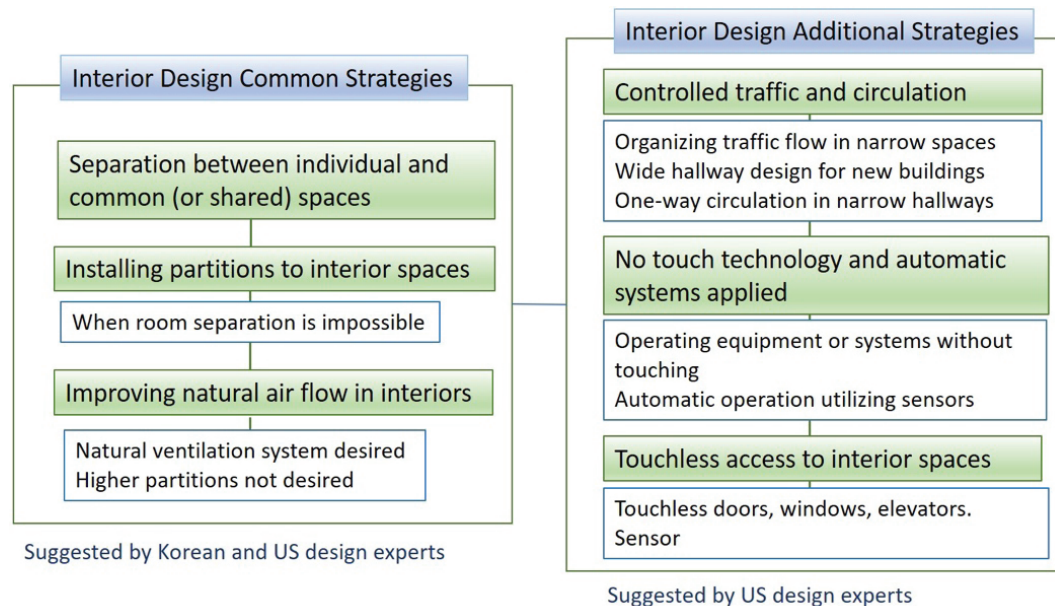 Interior Design Common Strategies
Separation between individual and
common (or shared) spaces
Installing partitions to interior spaces
When room separation is impossible
Improving natural air flow in interiors
Natural ventilation system desired
Higher partitions not desired
Suggested by Korean and US design experts
Interior Design Additional Strategies
Controlled traffic and circulation
Organizing traffic flow in narrow spaces
Wide hallway design for new buildings
One-way circulation in narrow hallways
No touch technology and automatic
systems applied
Operating equipment or systems without
touching
Automatic operation utilizing sensors
Touchless access to interior spaces
Touchless doors, windows, elevators.
Sensor
Suggested by US design experts